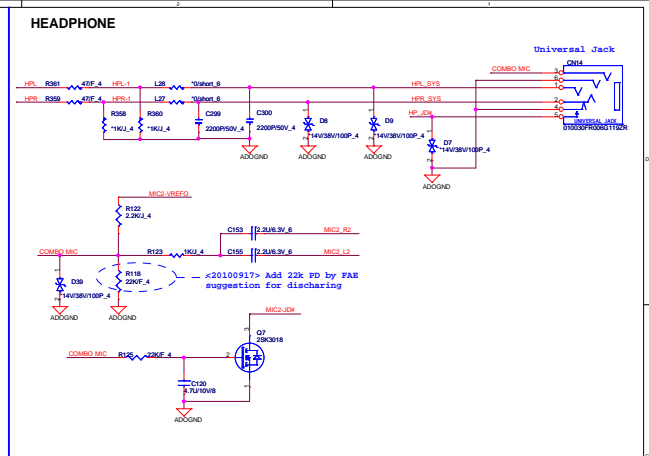 2
1
HEADPHONE
Universal Jack
CN14
COMBO MIC
3
6
1
2
4
5
UNIVERSAL JACK
010030FR006G119ZR
HPL R361 47/F_4 HPL-1 L28 *0/short_6 HPL_SYS
HPR R359 47/F_4 HPR-1 L27 *0/short_6 HPR_SYS
HP_JD#
R358
*1K/J_4
R360
*1K/J_4
C299
2200P/50V_4
C300
2200P/50V_4
D8
*14V/38V/100P_4
D9
*14V/38V/100P_4
D7
*14V/38V/100P_4
ADOGND
ADOGND
ADOGND
ADOGND
D
MIC2-VREFO
R122
2.2K/J_4
C153 2.2U/6.3V_6 MIC2_R2
COMBO MIC R123 1K/J_4 C155 2.2U/6.3V_6 MIC2_L2
D39
*14V/38V/100P_4
R118
22K/F_4
<20100917> Add 22k PD by FAE
suggestion for discharing
ADOGND
ADOGND
MIC2-JD#
3
Q7
2SK3018
COMBO MIC R125 22K/F_4 2
1
C120
4.7U/10V/8
ADOGND